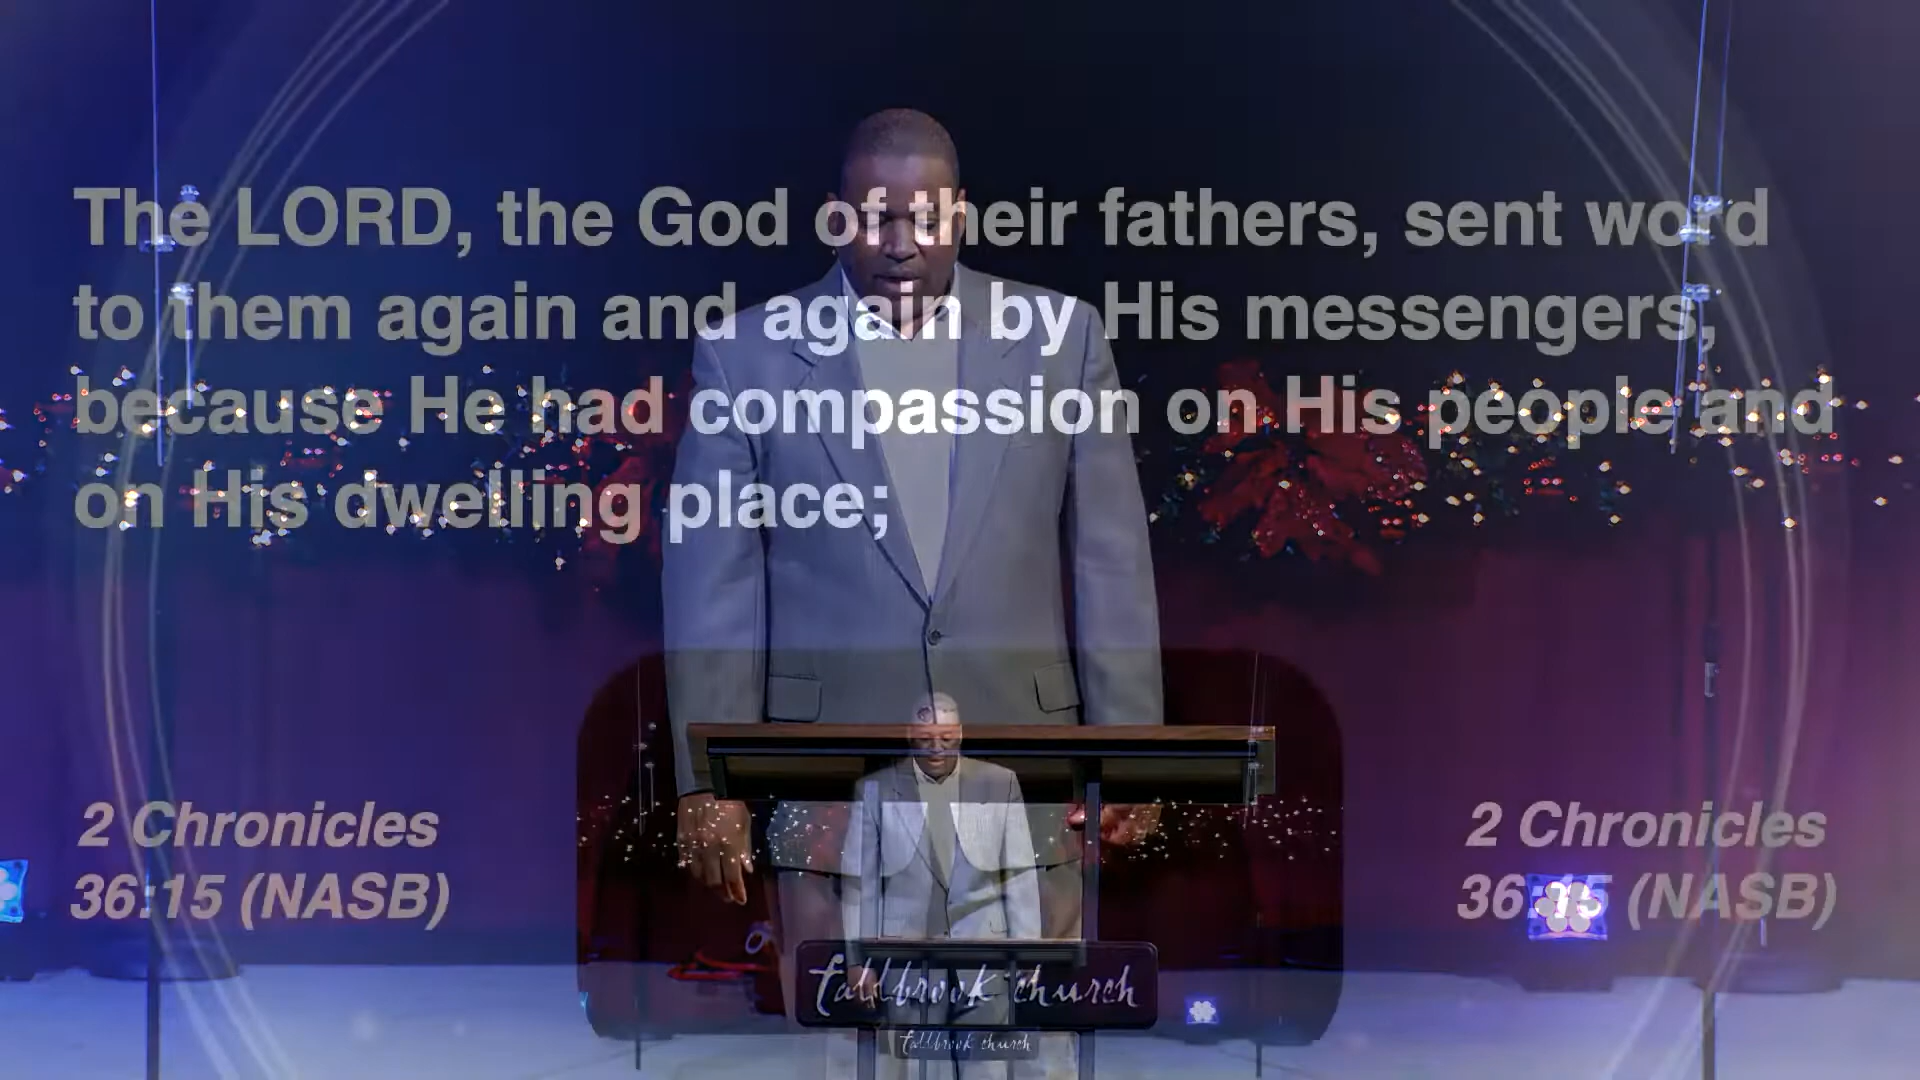 The LORD, the God of their fathers, sent word
to them again and again by His messengers,
because He had compassion on His people and
on His dwelling place;
2 Chronicles
36:15 (NASB)
2 Chronicles
36:15 (NASB)
fallbrook church
fallbrook church